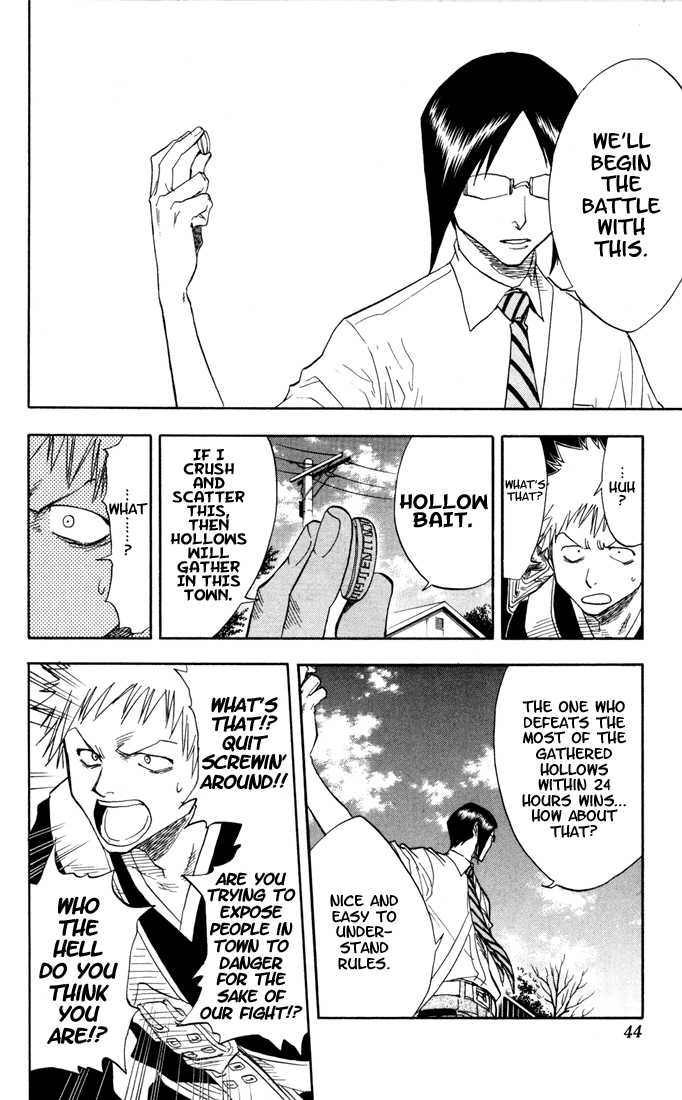 WE'LL
BEGIN
THE
BATTLE
WITH
THIS.
...HUH
?
WHAT'S
THAT?
HOLLOW
BAIT.
IF I
CRUSH
AND
SCATTER
THIS,
THEN
HOLLOWS
WILL
GATHER
IN THIS
TOWN.
WHAT
...?
THE ONE WHO
DEFEATS THE
MOST OF THE
GATHERED
HOLLOWS
WITHIN 24
HOURS WINS...
HOW ABOUT
THAT?
NICE AND
EASY TO
UNDER-
STAND
RULES.
WHAT'S
THAT!?
QUIT
SCREWIN'
AROUND!!
ARE YOU
TRYING TO
EXPOSE
PEOPLE IN
TOWN TO
DANGER
FOR THE
SAKE OF
OUR FIGHT!?
WHO
THE
HELL
DO YOU
THINK
YOU
ARE!?
44